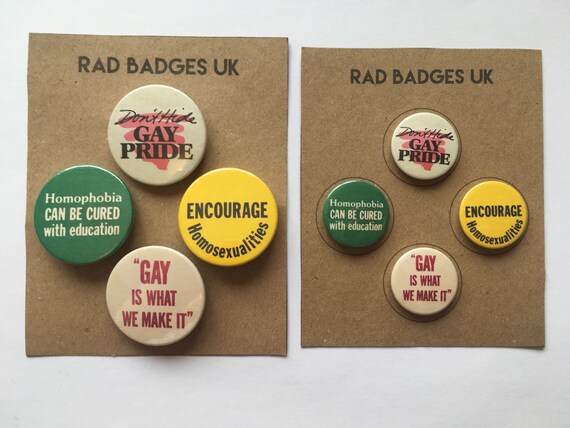 RAD BADGES UK
Don't Hide
GAY
PRIDE
Homophobia
CAN BE CURED
with education
ENCOURAGE
Homosexualities
"GAY
IS WHAT
WE MAKE IT"
RAD BADGES UK
Don't Hide
GAY
PRIDE
Homophobia
CAN BE CURED
with education
ENCOURAGE
Homosexualities
"GAY
IS WHAT
WE MAKE IT"